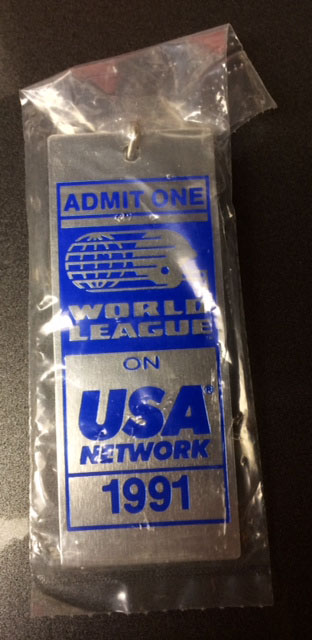 ADMIT ONE
WORLD
LEAGUE
ON
USA
NETWORK
1991